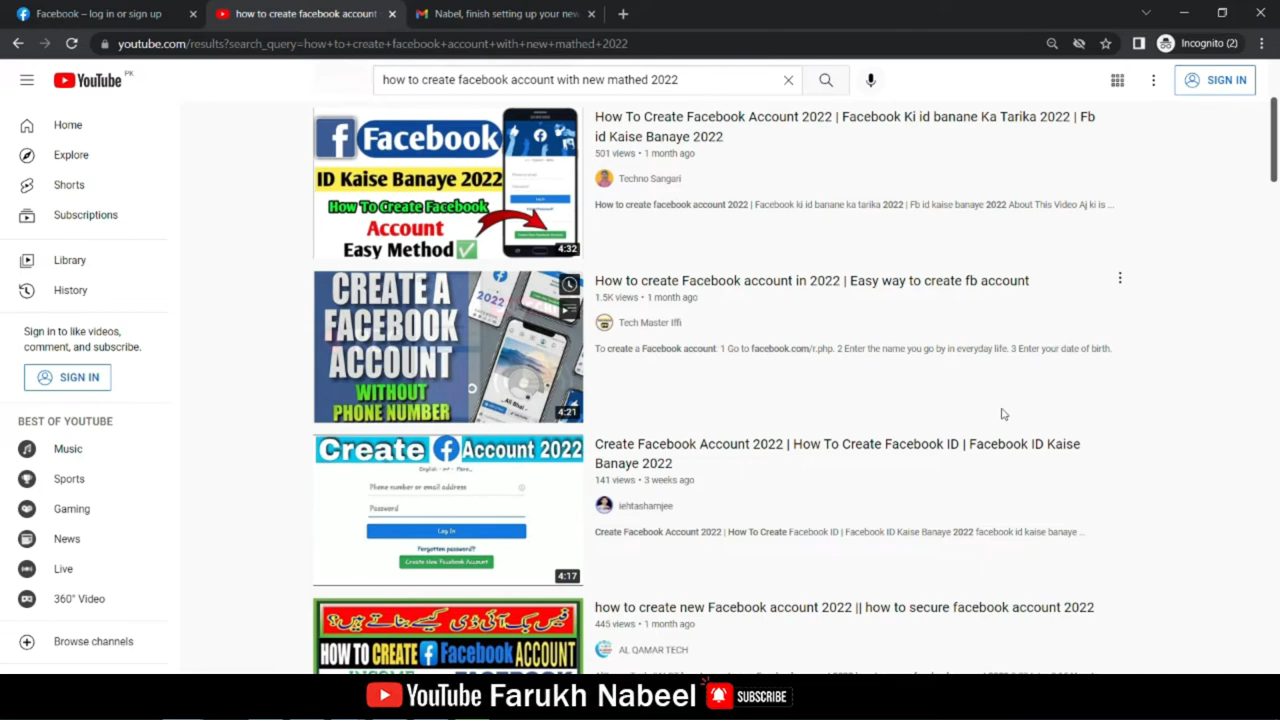 Facebook – log in or sign up
how to create facebook account
Nabel, finish setting up your new
youtube.com/results?search_query=how+to+create+facebook+account+with+new+mathed+2022
Incognito (2)
YouTube PK
how to create facebook account with new mathed 2022
SIGN IN
Home
Explore
Shorts
Subscriptions
Library
History
Sign in to like videos,
comment, and subscribe.
SIGN IN
BEST OF YOUTUBE
Music
Sports
Gaming
News
Live
360° Video
Browse channels
Facebook
ID Kaise Banaye 2022
How To Create Facebook
Account
Easy Method
4:32
How To Create Facebook Account 2022 | Facebook Ki id banane Ka Tarika 2022 | Fb
id Kaise Banaye 2022
501 views • 1 month ago
Techno Sangari
How to create facebook account 2022 | Facebook ki id banane ka tarika 2022 | Fb id kaise banaye 2022 About This Video Aj ki is ...
CREATE A
FACEBOOK
ACCOUNT
WITHOUT
PHONE NUMBER
2022
4:21
How to create Facebook account in 2022 | Easy way to create fb account
1.5K views • 1 month ago
Tech Master Iffi
To create a Facebook account: 1 Go to facebook.com/r.php. 2 Enter the name you go by in everyday life. 3 Enter your date of birth.
Create Account 2022
Phone number or email address
Password
Log In
Forgotten password?
Create New Facebook Account
4:17
Create Facebook Account 2022 | How To Create Facebook ID | Facebook ID Kaise
Banaye 2022
141 views • 3 weeks ago
iehtashamjee
Create Facebook Account 2022 | How To Create Facebook ID | Facebook ID Kaise Banaye 2022 facebook id kaise banaye ...
فیس بک آئی ڈی کیسے بناتے ہیں؟
HOW TO CREATE Facebook ACCOUNT
how to create new Facebook account 2022 || how to secure facebook account 2022
445 views • 1 month ago
AL QAMAR TECH
YouTube Farukh Nabeel SUBSCRIBE